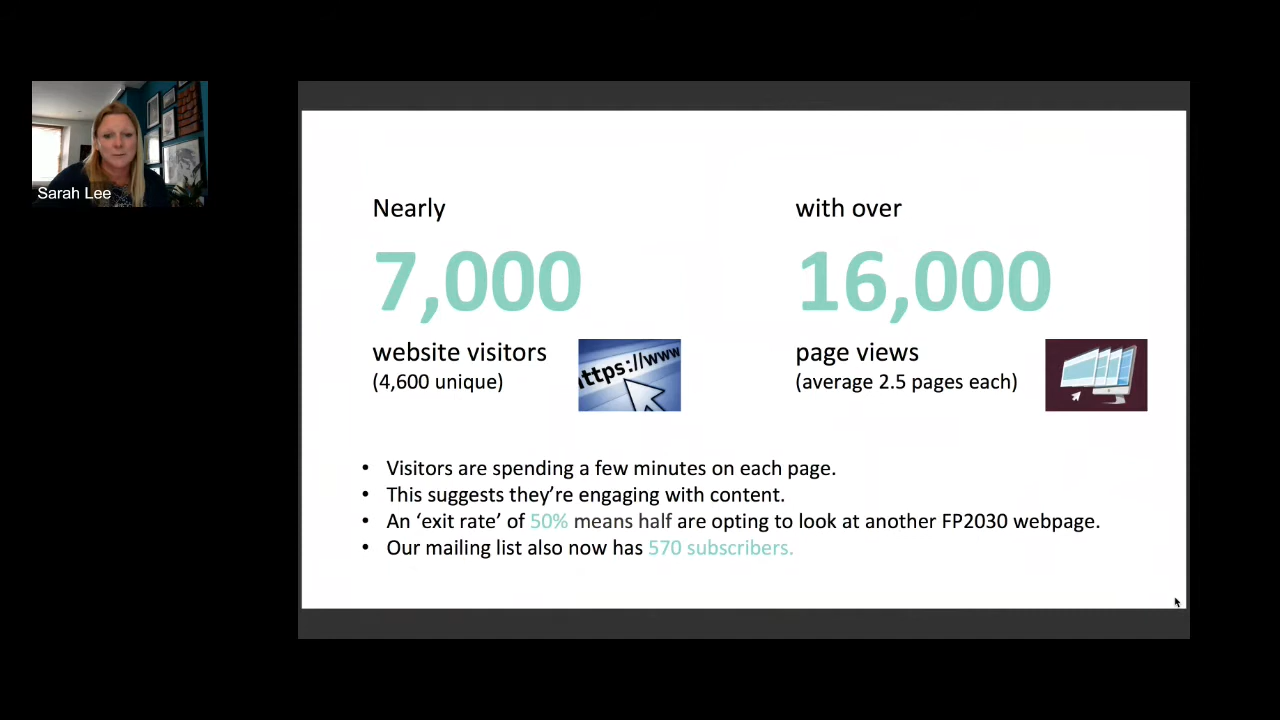 Sarah Lee
Nearly
7,000
website visitors
(4,600 unique)
https://www
with over
16,000
page views
(average 2.5 pages each)
• Visitors are spending a few minutes on each page.
• This suggests they’re engaging with content.
• An ‘exit rate’ of 50% means half are opting to look at another FP2030 webpage.
• Our mailing list also now has 570 subscribers.